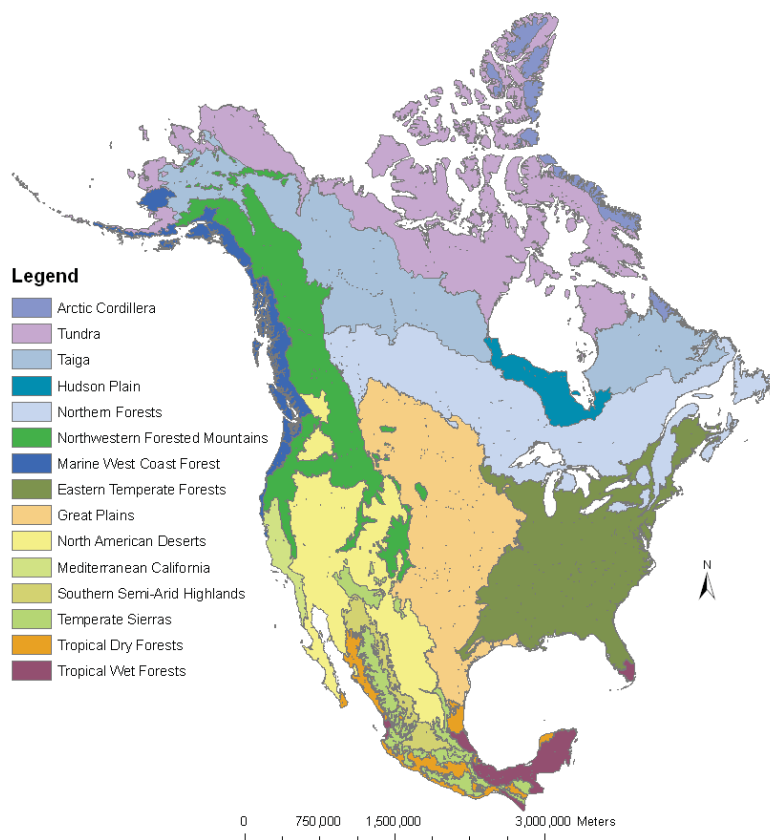 Legend
Arctic Cordillera
Tundra
Taiga
Hudson Plain
Northern Forests
Northwestern Forested Mountains
Marine West Coast Forest
Eastern Temperate Forests
Great Plains
North American Deserts
Mediterranean California
Southern Semi-Arid Highlands
Temperate Sierras
Tropical Dry Forests
Tropical Wet Forests
N
0 750,000 1,500,000 3,000,000 Meters